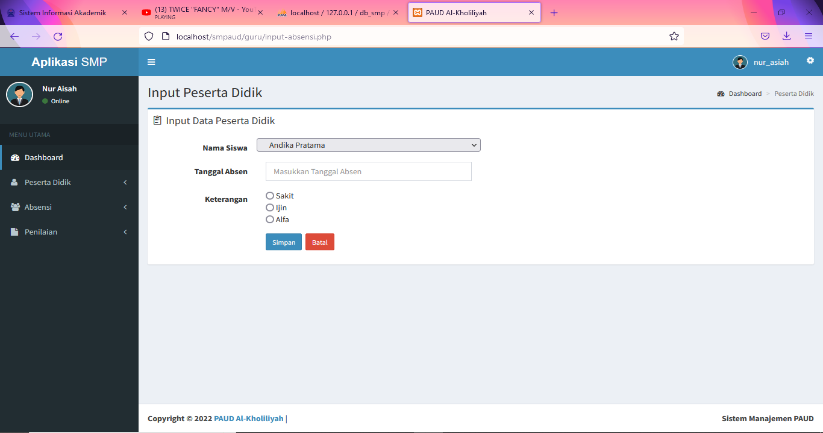 Sistem Informasi Akademik
(13) TWICE "FANCY" M/V - You
PLAYING
localhost / 127.0.0.1 / db_smp /
PAUD Al-Kholiliyah
localhost/smpaud/guru/input-absensi.php
Aplikasi SMP
nur_asiah
Nur Aisah
Online
MENU UTAMA
Dashboard
Peserta Didik
Absensi
Penilaian
Input Peserta Didik
Dashboard > Peserta Didik
Input Data Peserta Didik
Nama Siswa
Andika Pratama
Tanggal Absen
Masukkan Tanggal Absen
Keterangan
Sakit
Ijin
Alfa
Simpan
Batal
Copyright © 2022 PAUD Al-Kholiliyah |
Sistem Manajemen PAUD